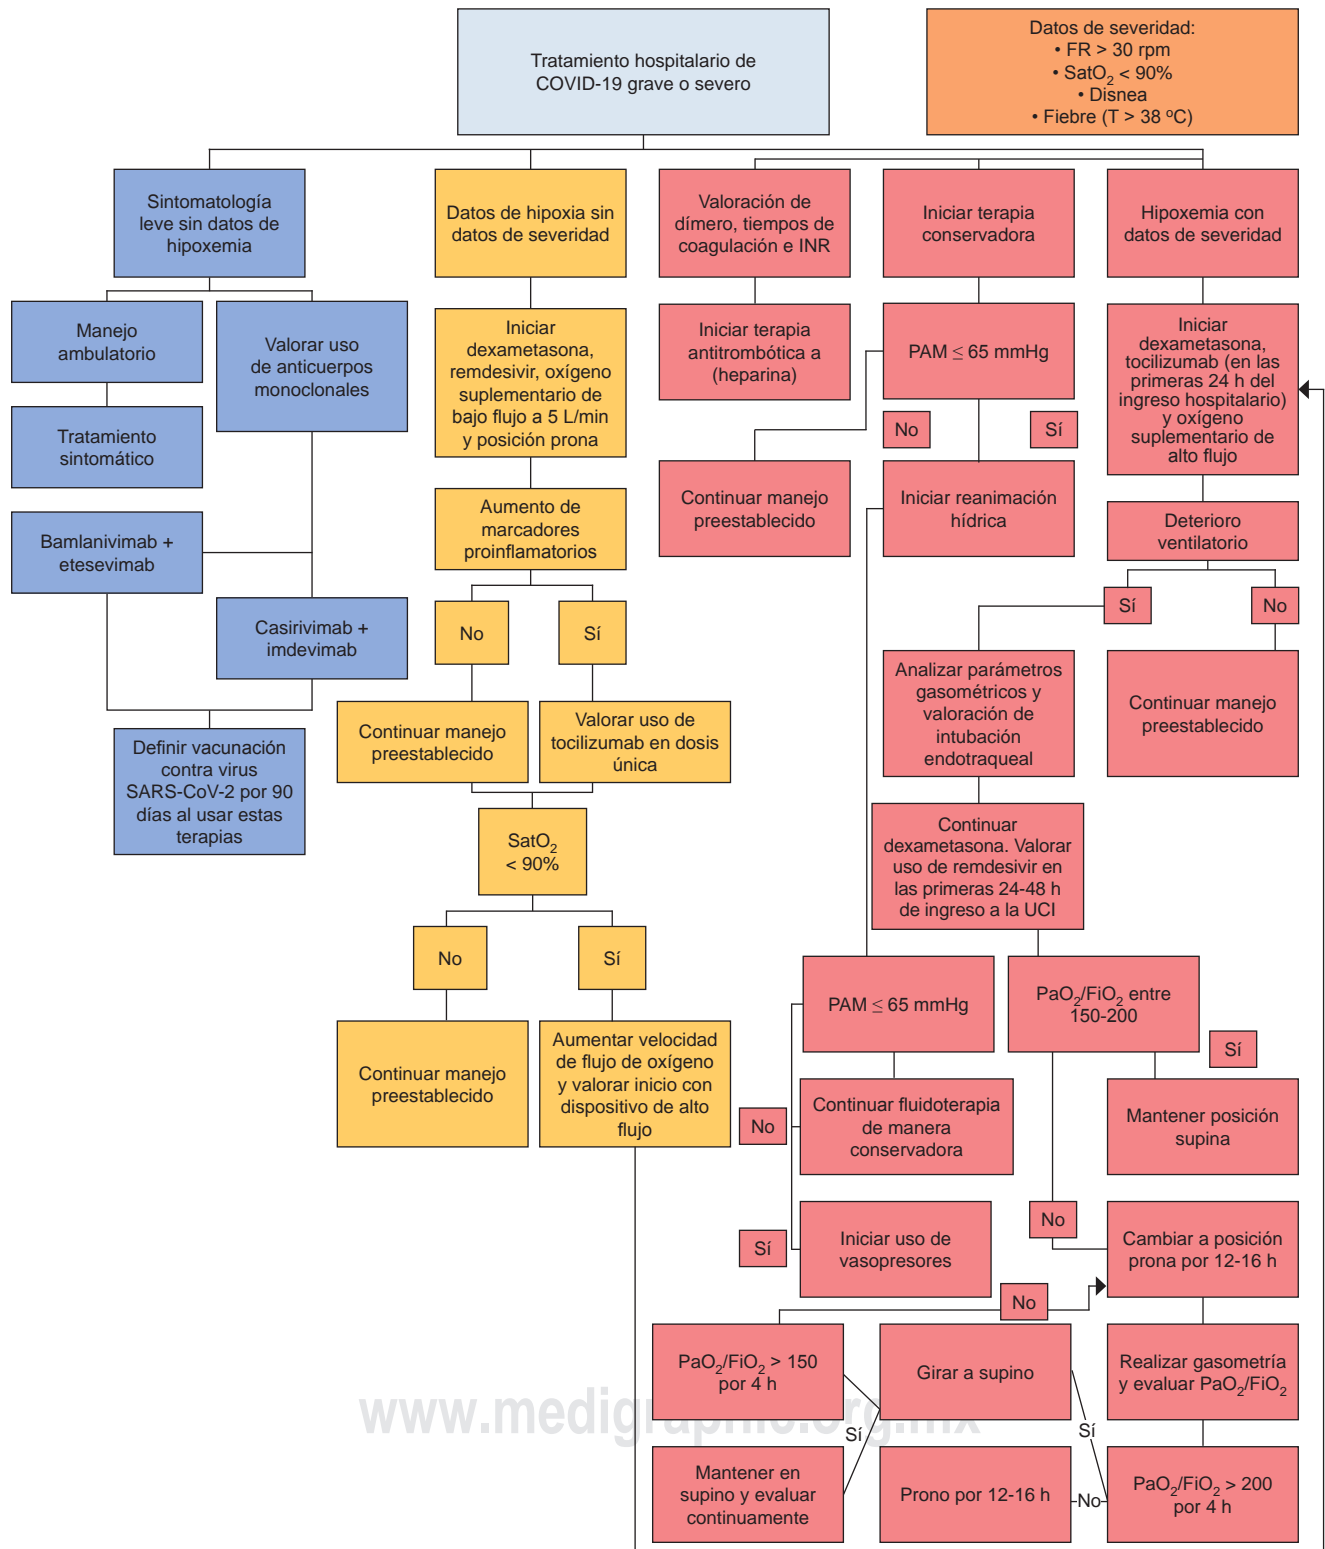 Tratamiento hospitalario de
COVID-19 grave o severo
Datos de severidad:
• FR > 30 rpm
• SatO₂ < 90%
• Disnea
• Fiebre (T > 38 ºC)
Sintomatología
leve sin datos de
hipoxemia
Datos de hipoxia sin
datos de severidad
Valoración de
dímero, tiempos de
coagulación e INR
Iniciar terapia
conservadora
Hipoxemia con
datos de severidad
Manejo
ambulatorio
Valorar uso
de anticuerpos
monoclonales
Iniciar
dexametasona,
remdesivir, oxígeno
suplementario de
bajo flujo a 5 L/min
y posición prona
Iniciar terapia
antitrombótica a
(heparina)
PAM ≤ 65 mmHg
Iniciar
dexametasona,
tocilizumab (en las
primeras 24 h del
ingreso hospitalario)
y oxígeno
suplementario de
alto flujo
Tratamiento
sintomático
No
Sí
Continuar manejo
preestablecido
Iniciar reanimación
hídrica
Aumento de
marcadores
proinflamatorios
Deterioro
ventilatorio
Bamlanivimab +
etesevimab
Sí
No
Casirivimab +
imdevimab
No
Sí
Analizar parámetros
gasométricos y
valoración de
intubación
endotraqueal
Continuar manejo
preestablecido
Continuar manejo
preestablecido
Valorar uso de
tocilizumab en dosis
única
Definir vacunación
contra virus
SARS-CoV-2 por 90
días al usar estas
terapias
SatO₂
< 90%
Continuar
dexametasona. Valorar
uso de remdesivir en
las primeras 24-48 h
de ingreso a la UCI
No
Sí
PAM ≤ 65 mmHg
PaO₂/FiO₂ entre
150-200
Sí
Continuar manejo
preestablecido
Aumentar velocidad
de flujo de oxígeno
y valorar inicio con
dispositivo de alto
flujo
No
Continuar fluidoterapia
de manera
conservadora
Mantener posición
supina
No
Sí
Iniciar uso de
vasopresores
Cambiar a posición
prona por 12-16 h
No
PaO₂/FiO₂ > 150
por 4 h
Girar a supino
Realizar gasometría
y evaluar PaO₂/FiO₂
www.medigraphic.org.mx
Sí
Sí
Mantener en
supino y evaluar
continuamente
Prono por 12-16 h
No
PaO₂/FiO₂ > 200
por 4 h